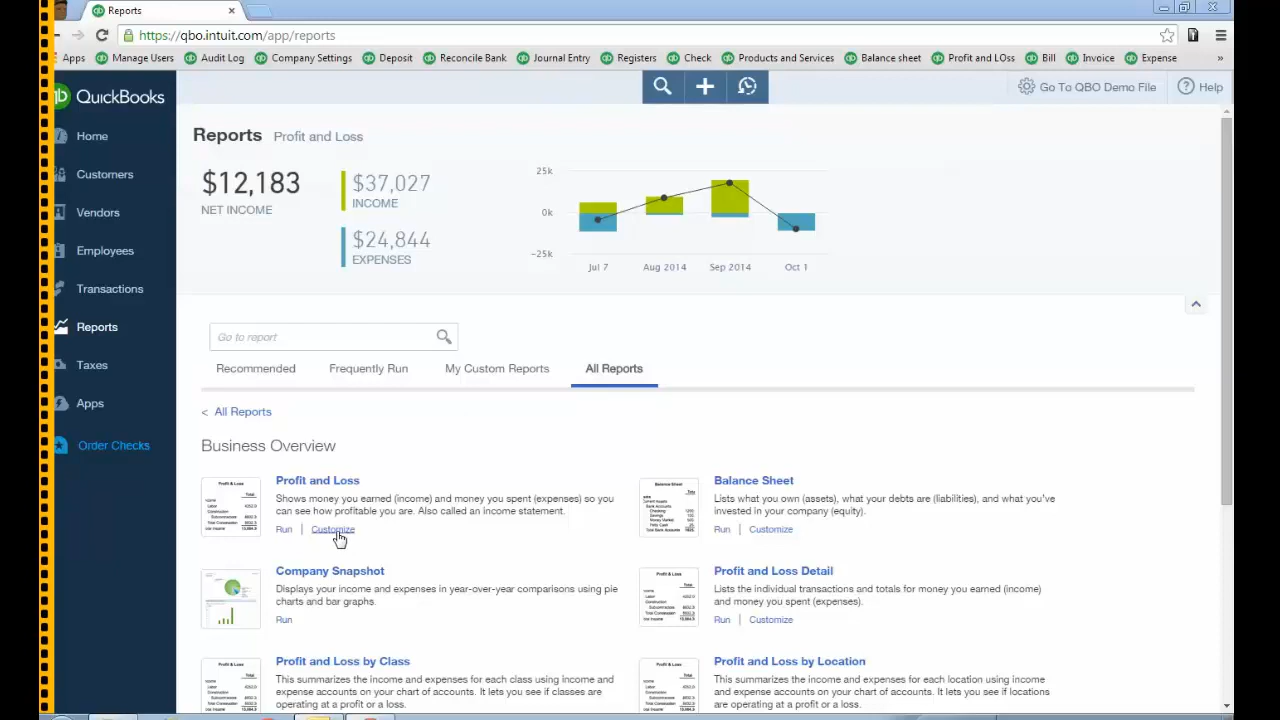 Reports
https://qbo.intuit.com/app/reports
Apps Manage Users Audit Log Company Settings Deposit Reconcile Bank Journal Entry Registers Check Products and Services Balance sheet Profit and LOss Bill Invoice Expense »
QuickBooks
Go To QBO Demo File
Help
Home
Customers
Vendors
Employees
Transactions
Reports
Taxes
Apps
Order Checks
Reports Profit and Loss
$12,183
NET INCOME
$37,027
INCOME
$24,844
EXPENSES
25k
0k
-25k
Jul 7 Aug 2014 Sep 2014 Oct 1
Go to report
Recommended Frequently Run My Custom Reports All Reports
< All Reports
Business Overview
Profit and Loss
Shows money you earned (income) and money you spent (expenses) so you
can see how profitable you are. Also called an income statement.
Run | Customize
Balance Sheet
Lists what you own (assets), what your debts are (liabilities), and what you've
invested in your company (equity).
Run | Customize
Company Snapshot
Displays your income and expenses in year-over-year comparisons using pie
charts and bar graphs.
Run
Profit and Loss Detail
Lists the individual transactions and totals for money you earned (income)
and money you spent (expenses).
Run | Customize
Profit and Loss by Class
This summarizes the income and expenses for each class using income and
expense accounts on your chart of accounts. It lets you see if classes are
operating at a profit or a loss.
Profit and Loss by Location
This summarizes the income and expenses for each location using income and
expense accounts on your chart of accounts. It lets you see if locations
are operating at a profit or a loss.